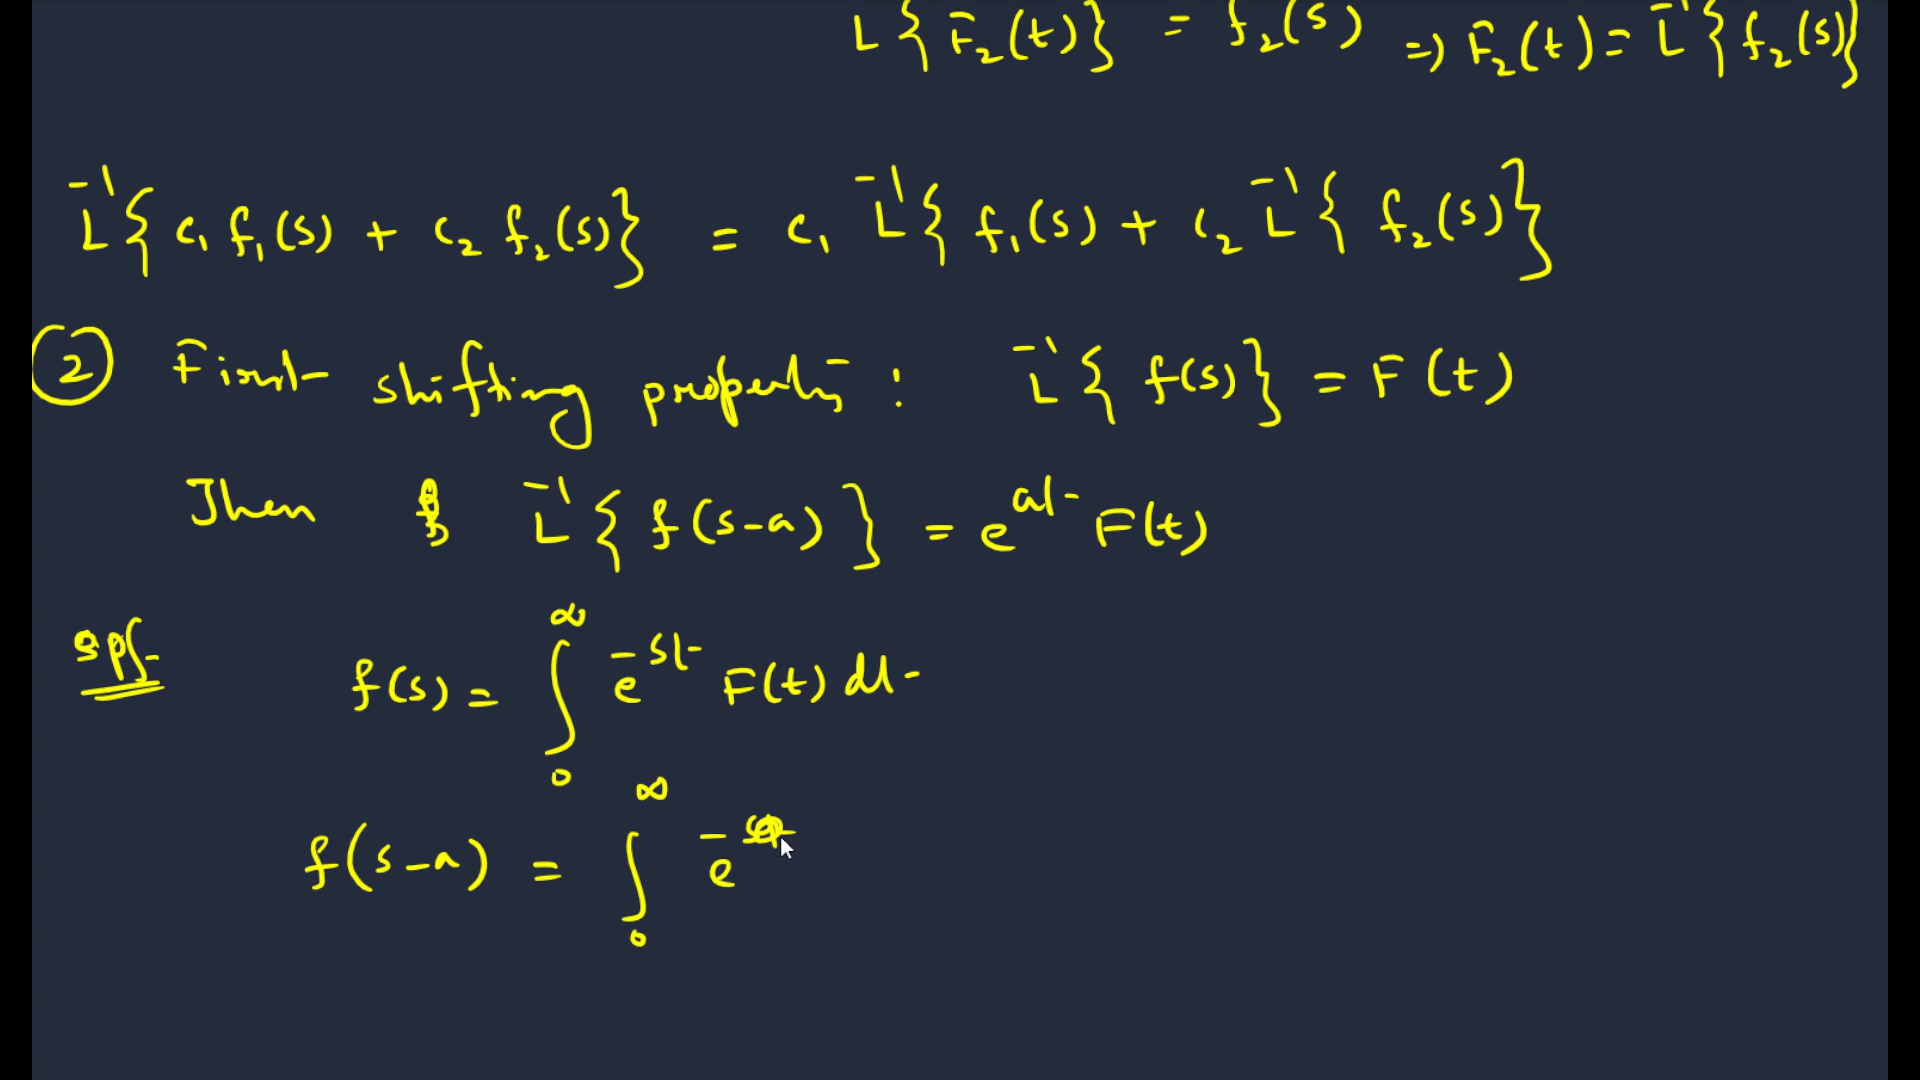 L{F₂(t)} = f₂(s) ⇒ F₂(t) = L⁻¹{f₂(s)}
L⁻¹{c₁ f₁(s) + c₂ f₂(s)} = c₁ L⁻¹{f₁(s) + c₂ L⁻¹{f₂(s)}
② First shifting property : L⁻¹{f(s)} = F(t)
Then L⁻¹{f(s-a)} = e^{at} F(t)
pf f(s) = ∫₀^∞ e^{-st} F(t) dt
f(s-a) = ∫₀^∞ e^-